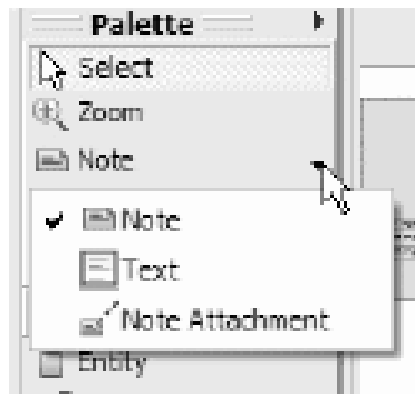 Palette
Select
Zoom
Note
Note
Text
Note Attachment
Entity